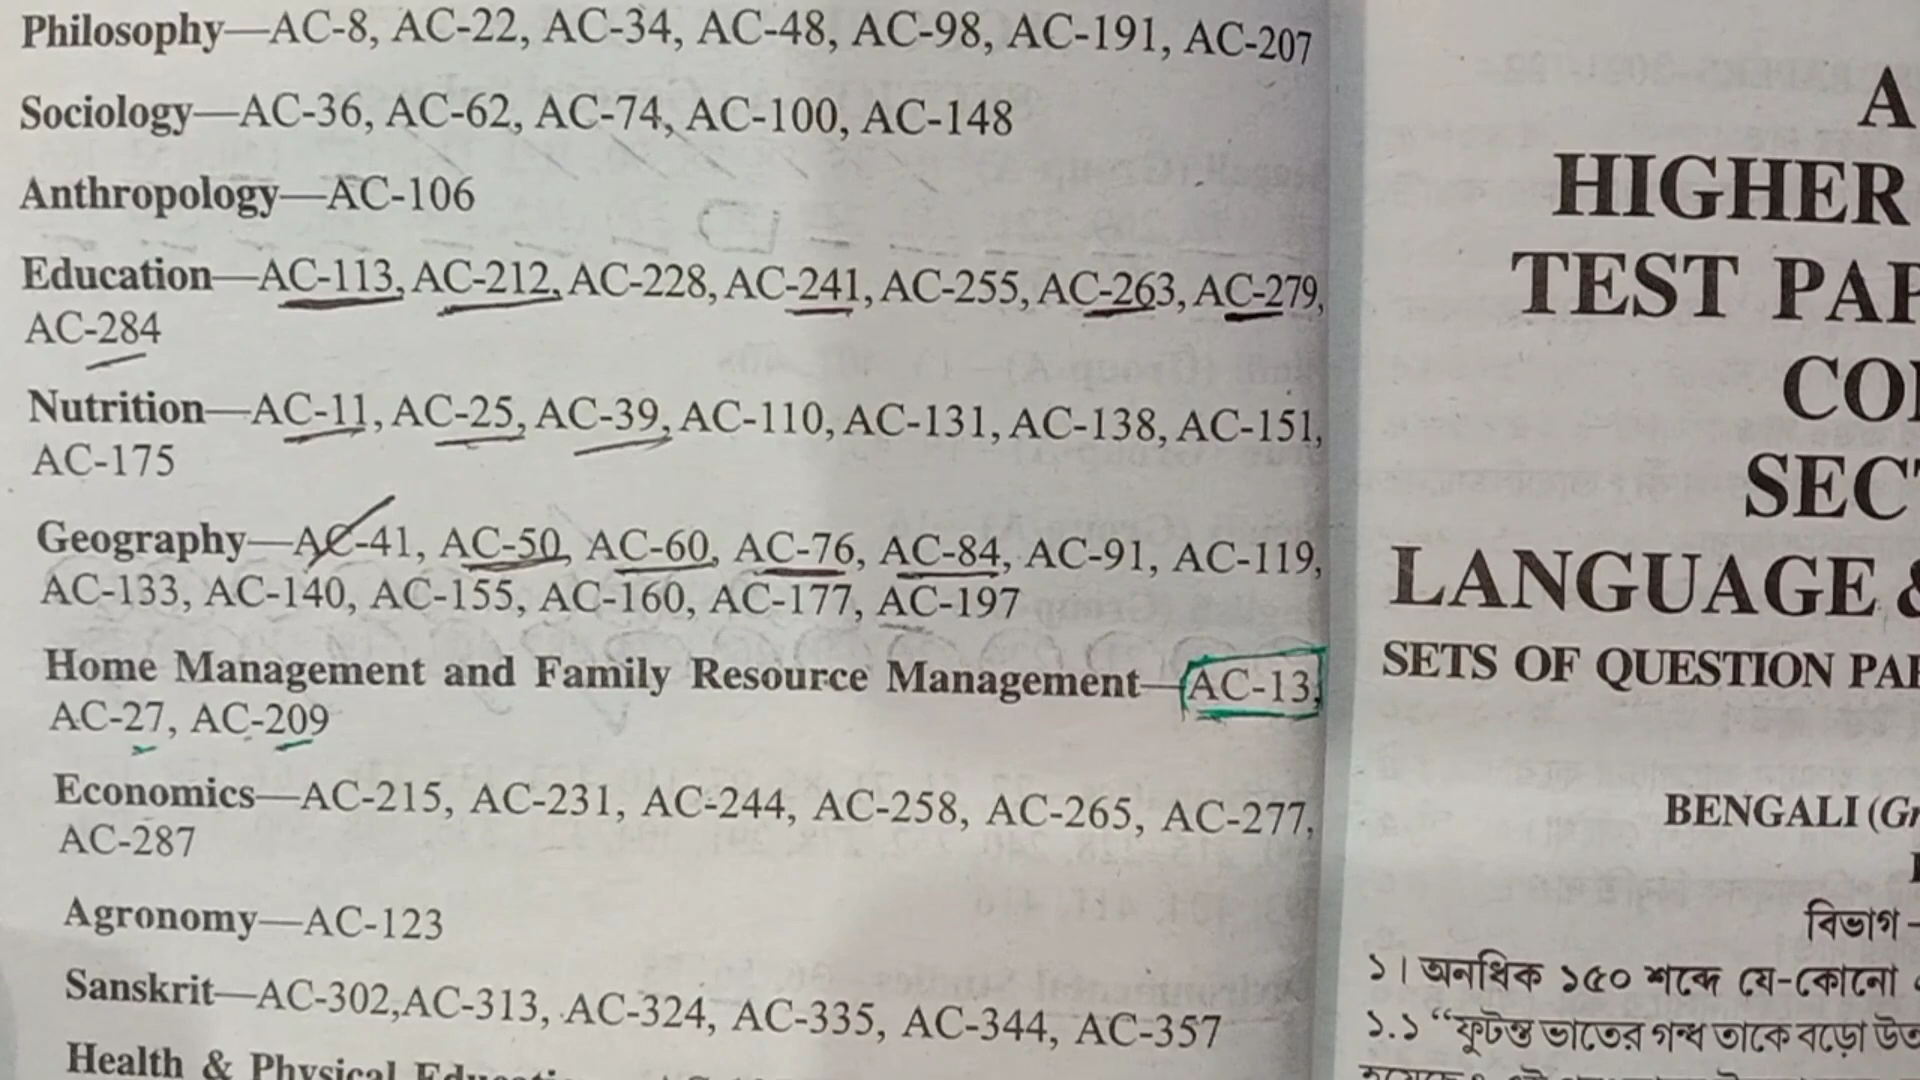 Philosophy—AC-8, AC-22, AC-34, AC-48, AC-98, AC-191, AC-207
Sociology—AC-36, AC-62, AC-74, AC-100, AC-148
Anthropology—AC-106
Education—AC-113, AC-212, AC-228, AC-241, AC-255, AC-263, AC-279,
AC-284
Nutrition—AC-11, AC-25, AC-39, AC-110, AC-131, AC-138, AC-151,
AC-175
Geography—AC-41, AC-50, AC-60, AC-76, AC-84, AC-91, AC-119,
AC-133, AC-140, AC-155, AC-160, AC-177, AC-197
Home Management and Family Resource Management—AC-13,
AC-27, AC-209
Economics—AC-215, AC-231, AC-244, AC-258, AC-265, AC-277,
AC-287
Agronomy—AC-123
Sanskrit—AC-302,AC-313, AC-324, AC-335, AC-344, AC-357
Health & Physical
A
HIGHER
TEST PAP
CO
SECT
LANGUAGE &
SETS OF QUESTION PAP
BENGALI (Gr
বিভাগ -
১। অনধিক ১৫০ শব্দে যে-কোনো
১.১ “ফুটন্ত ভাতের গন্ধ তাকে বড়ো উত